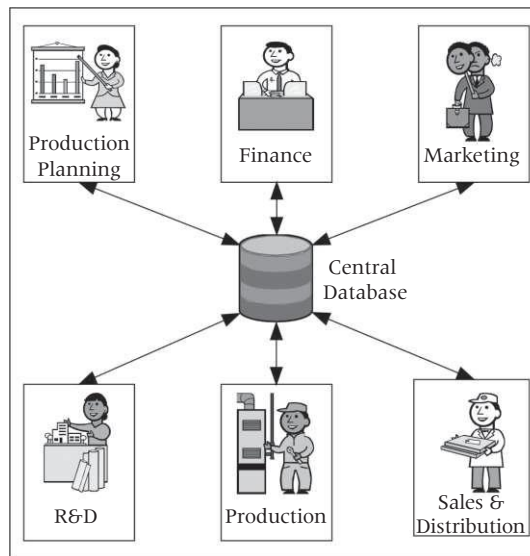 Production
Planning
Finance
Marketing
Central
Database
R&D
Production
Sales &
Distribution